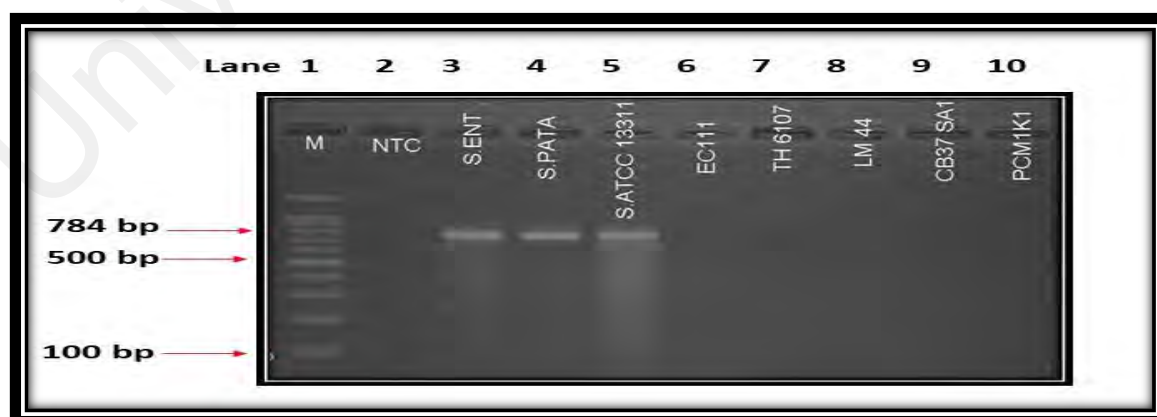 Univ
Lane 1 2 3 4 5 6 7 8 9 10
M NTC S.ENT S.PATA S.ATCC 13311 EC111 TH 6107 LM 44 CB37 SA1 PCM1K1
784 bp
500 bp
100 bp